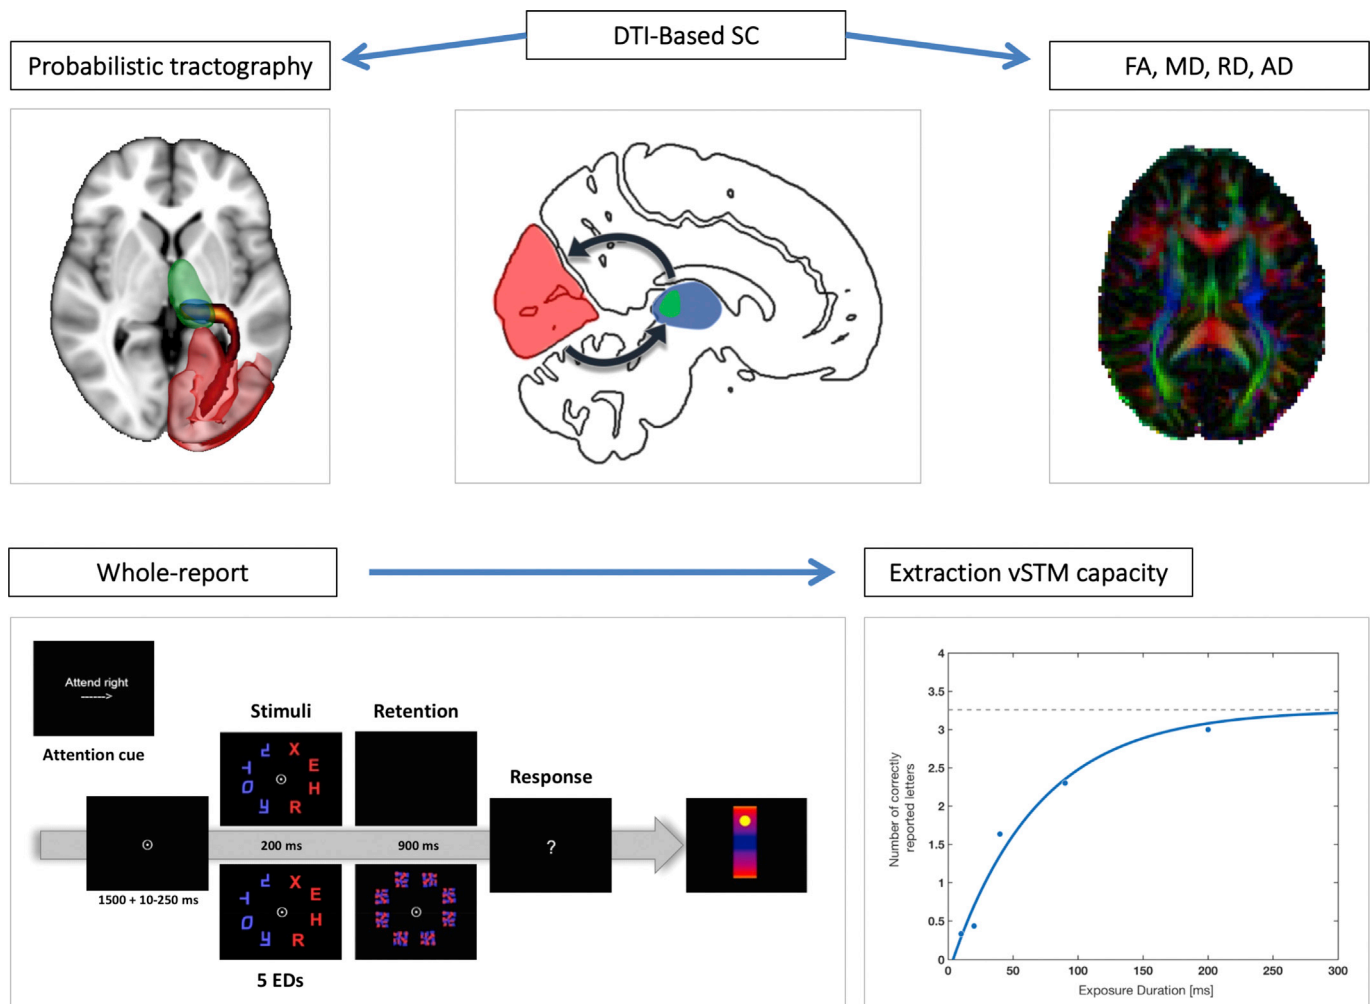 DTI-Based SC
Probabilistic tractography
FA, MD, RD, AD
Whole-report
Extraction vSTM capacity
Attend right
------>
Attention cue
Stimuli
Retention
X
E
H
R
Response
200 ms
900 ms
?
1500 + 10-250 ms
X
E
H
R
5 EDs
Number of correctly
reported letters
4
3.5
3
2.5
2
1.5
1
0.5
0
0 50 100 150 200 250 300
Exposure Duration [ms]